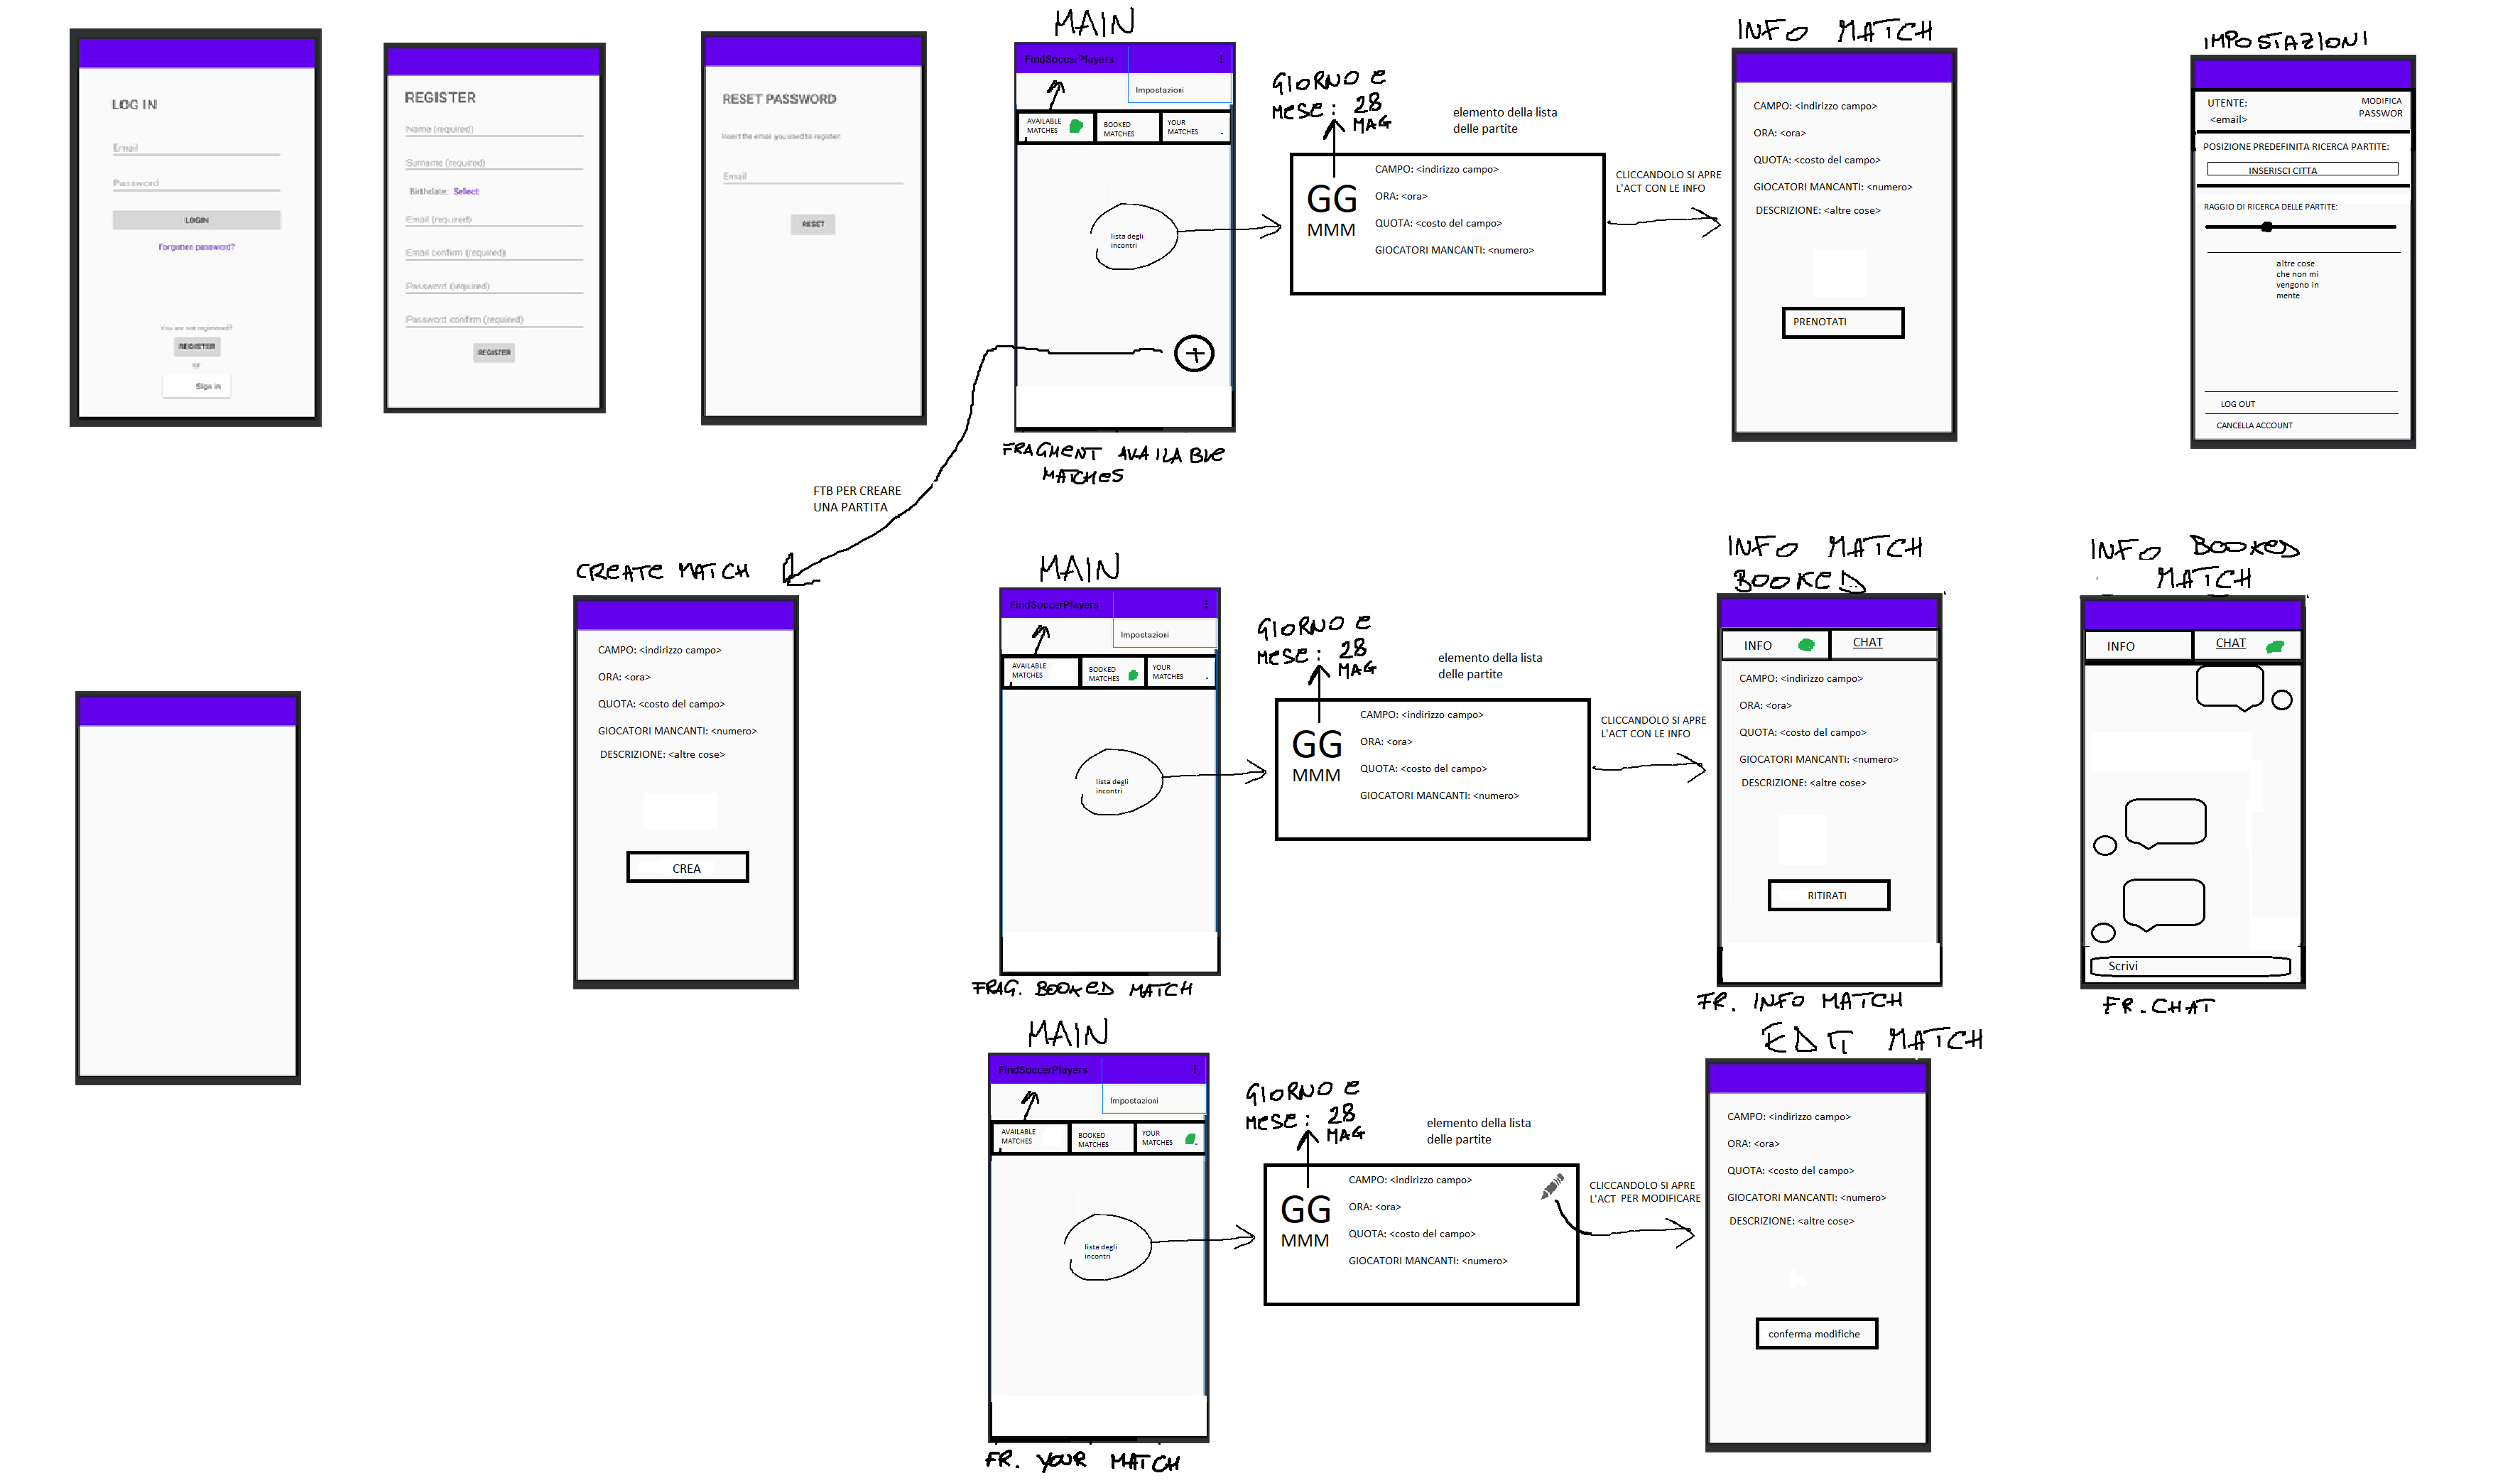 LOG IN
Email
Password
LOGIN
Forgotten password?
You are not registered?
REGISTER
or
Sign in
REGISTER
Name (required)
Surname (required)
Birthdate: Select
Email (required)
Email confirm (required)
Password (required)
Password confirm (required)
REGISTER
RESET PASSWORD
Insert the email you used to register.
Email
RESET
MAIN
FindSoccerPlayers
Impostazioni
AVAILABLE
MATCHES
BOOKED
MATCHES
YOUR
MATCHES
lista degli
incontri
+
FRAGMENT AVAILABLE
MATCHES
FTB PER CREARE
UNA PARTITA
GIORNO E
MESE: 28
MAG
elemento della lista
delle partite
GG
MMM
CAMPO: <indirizzo campo>
ORA: <ora>
QUOTA: <costo del campo>
GIOCATORI MANCANTI: <numero>
CLICCANDOLO SI APRE
L'ACT CON LE INFO
INFO MATCH
CAMPO: <indirizzo campo>
ORA: <ora>
QUOTA: <costo del campo>
GIOCATORI MANCANTI: <numero>
DESCRIZIONE: <altre cose>
PRENOTATI
IMPOSTAZIONI
UTENTE:
<email>
MODIFICA
PASSWOR
POSIZIONE PREDEFINITA RICERCA PARTITE:
INSERISCI CITTA
RAGGIO DI RICERCA DELLE PARTITE:
altre cose
che non mi
vengono in
mente
LOG OUT
CANCELLA ACCOUNT
CREATE MATCH
CAMPO: <indirizzo campo>
ORA: <ora>
QUOTA: <costo del campo>
GIOCATORI MANCANTI: <numero>
DESCRIZIONE: <altre cose>
CREA
MAIN
FindSoccerPlayers
Impostazioni
AVAILABLE
MATCHES
BOOKED
MATCHES
YOUR
MATCHES
lista degli
incontri
FRAG. BOOKED MATCH
GIORNO E
MESE: 28
MAG
elemento della lista
delle partite
GG
MMM
CAMPO: <indirizzo campo>
ORA: <ora>
QUOTA: <costo del campo>
GIOCATORI MANCANTI: <numero>
CLICCANDOLO SI APRE
L'ACT CON LE INFO
INFO MATCH
BOOKED
INFO
CHAT
CAMPO: <indirizzo campo>
ORA: <ora>
QUOTA: <costo del campo>
GIOCATORI MANCANTI: <numero>
DESCRIZIONE: <altre cose>
RITIRATI
FR. INFO MATCH
INFO BOOKED
MATCH
INFO
CHAT
Scrivi
FR. CHAT
MAIN
FindSoccerPlayers
Impostazioni
AVAILABLE
MATCHES
BOOKED
MATCHES
YOUR
MATCHES
lista degli
incontri
FR. YOUR MATCH
GIORNO E
MESE: 28
MAG
elemento della lista
delle partite
GG
MMM
CAMPO: <indirizzo campo>
ORA: <ora>
QUOTA: <costo del campo>
GIOCATORI MANCANTI: <numero>
CLICCANDOLO SI APRE
L'ACT PER MODIFICARE
EDIT MATCH
CAMPO: <indirizzo campo>
ORA: <ora>
QUOTA: <costo del campo>
GIOCATORI MANCANTI: <numero>
DESCRIZIONE: <altre cose>
conferma modifiche